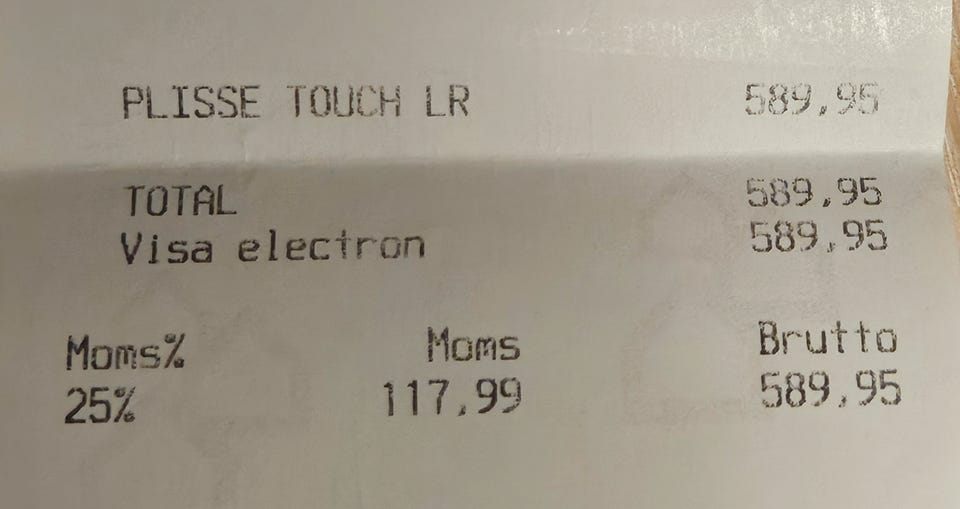 PLISSE TOUCH LR 589,95
TOTAL 589,95
Visa electron 589,95
Moms% Moms Brutto
25% 117,99 589,95